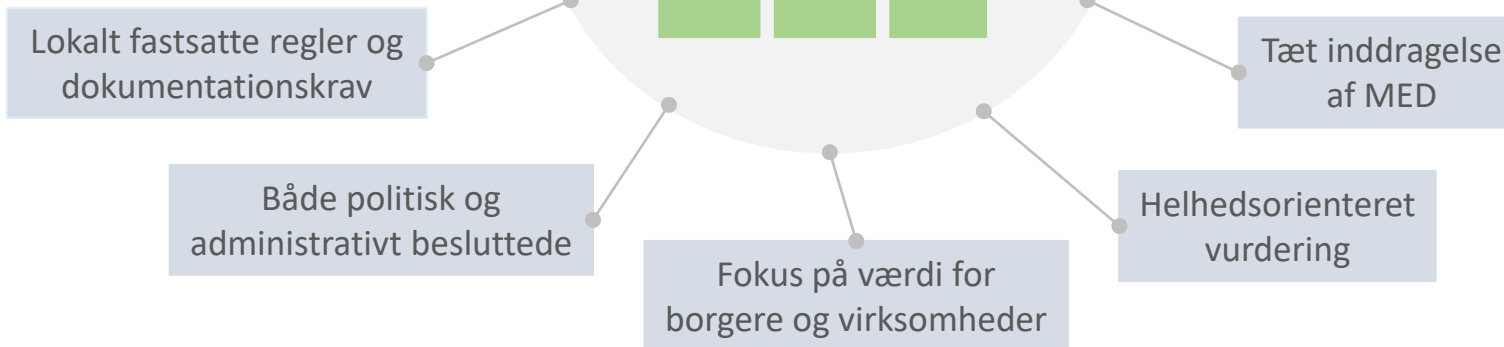 Lokalt fastsatte regler og
dokumentationskrav
Tæt inddragelse
af MED
Både politisk og
administrativt besluttede
Helhedsorienteret
vurdering
Fokus på værdi for
borgere og virksomheder